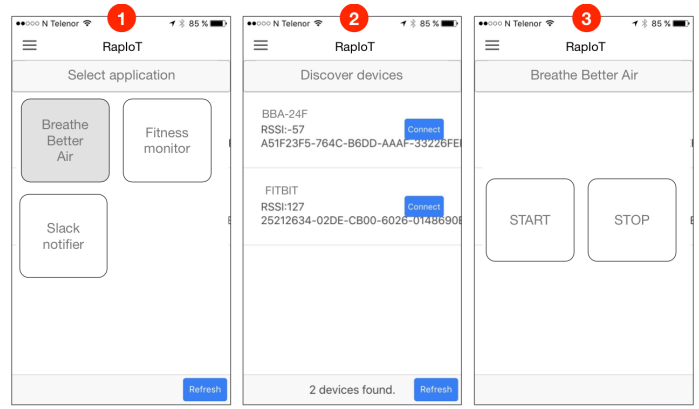 1
●●○○○ N Telenor 85 %
RapIoT
Select application
Breathe
Better
Air
Fitness
monitor
Slack
notifier
Refresh
2
●●○○○ N Telenor 85 %
RapIoT
Discover devices
BBA-24F
RSSI:-57
Connect
A51F23F5-764C-B6DD-AAAF-33226FEF
FITBIT
RSSI:127
Connect
25212634-02DE-CB00-6026-0148690E
2 devices found.
Refresh
3
●●○○○ N Telenor 85 %
RapIoT
Breathe Better Air
START
STOP